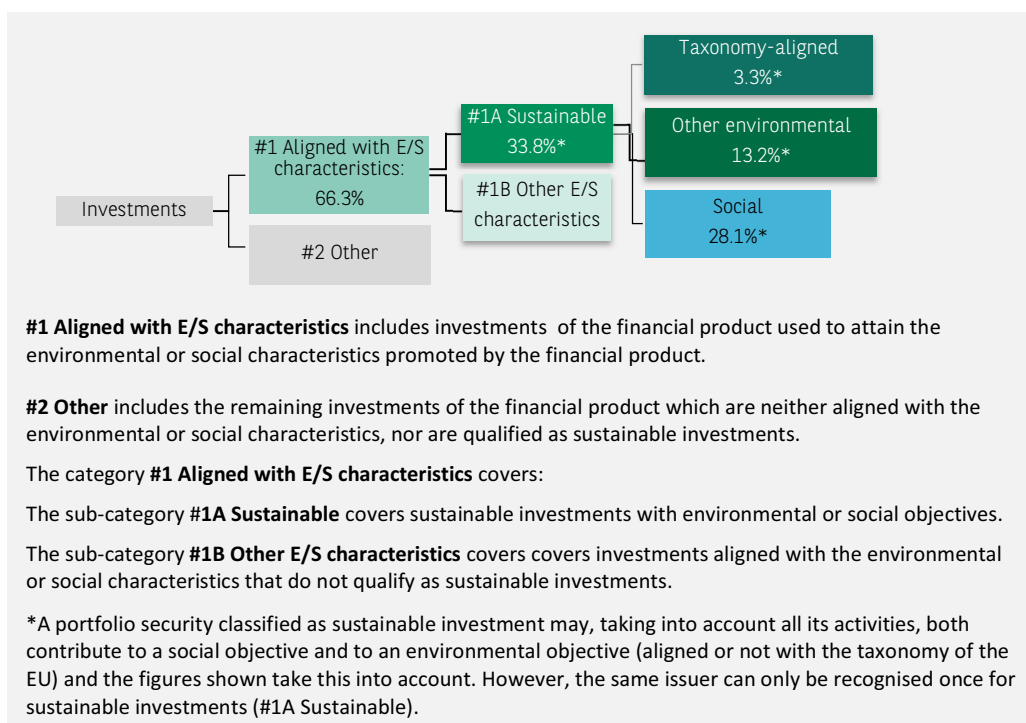 Taxonomy-aligned
3.3%*
#1A Sustainable
33.8%*
Other environmental
13.2%*
#1 Aligned with E/S
characteristics:
66.3%
#1B Other E/S
characteristics
Investments
Social
28.1%*
#2 Other
#1 Aligned with E/S characteristics includes investments of the financial product used to attain the
environmental or social characteristics promoted by the financial product.
#2 Other includes the remaining investments of the financial product which are neither aligned with the
environmental or social characteristics, nor are qualified as sustainable investments.
The category #1 Aligned with E/S characteristics covers:
The sub-category #1A Sustainable covers sustainable investments with environmental or social objectives.
The sub-category #1B Other E/S characteristics covers covers investments aligned with the environmental
or social characteristics that do not qualify as sustainable investments.
*A portfolio security classified as sustainable investment may, taking into account all its activities, both
contribute to a social objective and to an environmental objective (aligned or not with the taxonomy of the
EU) and the figures shown take this into account. However, the same issuer can only be recognised once for
sustainable investments (#1A Sustainable).